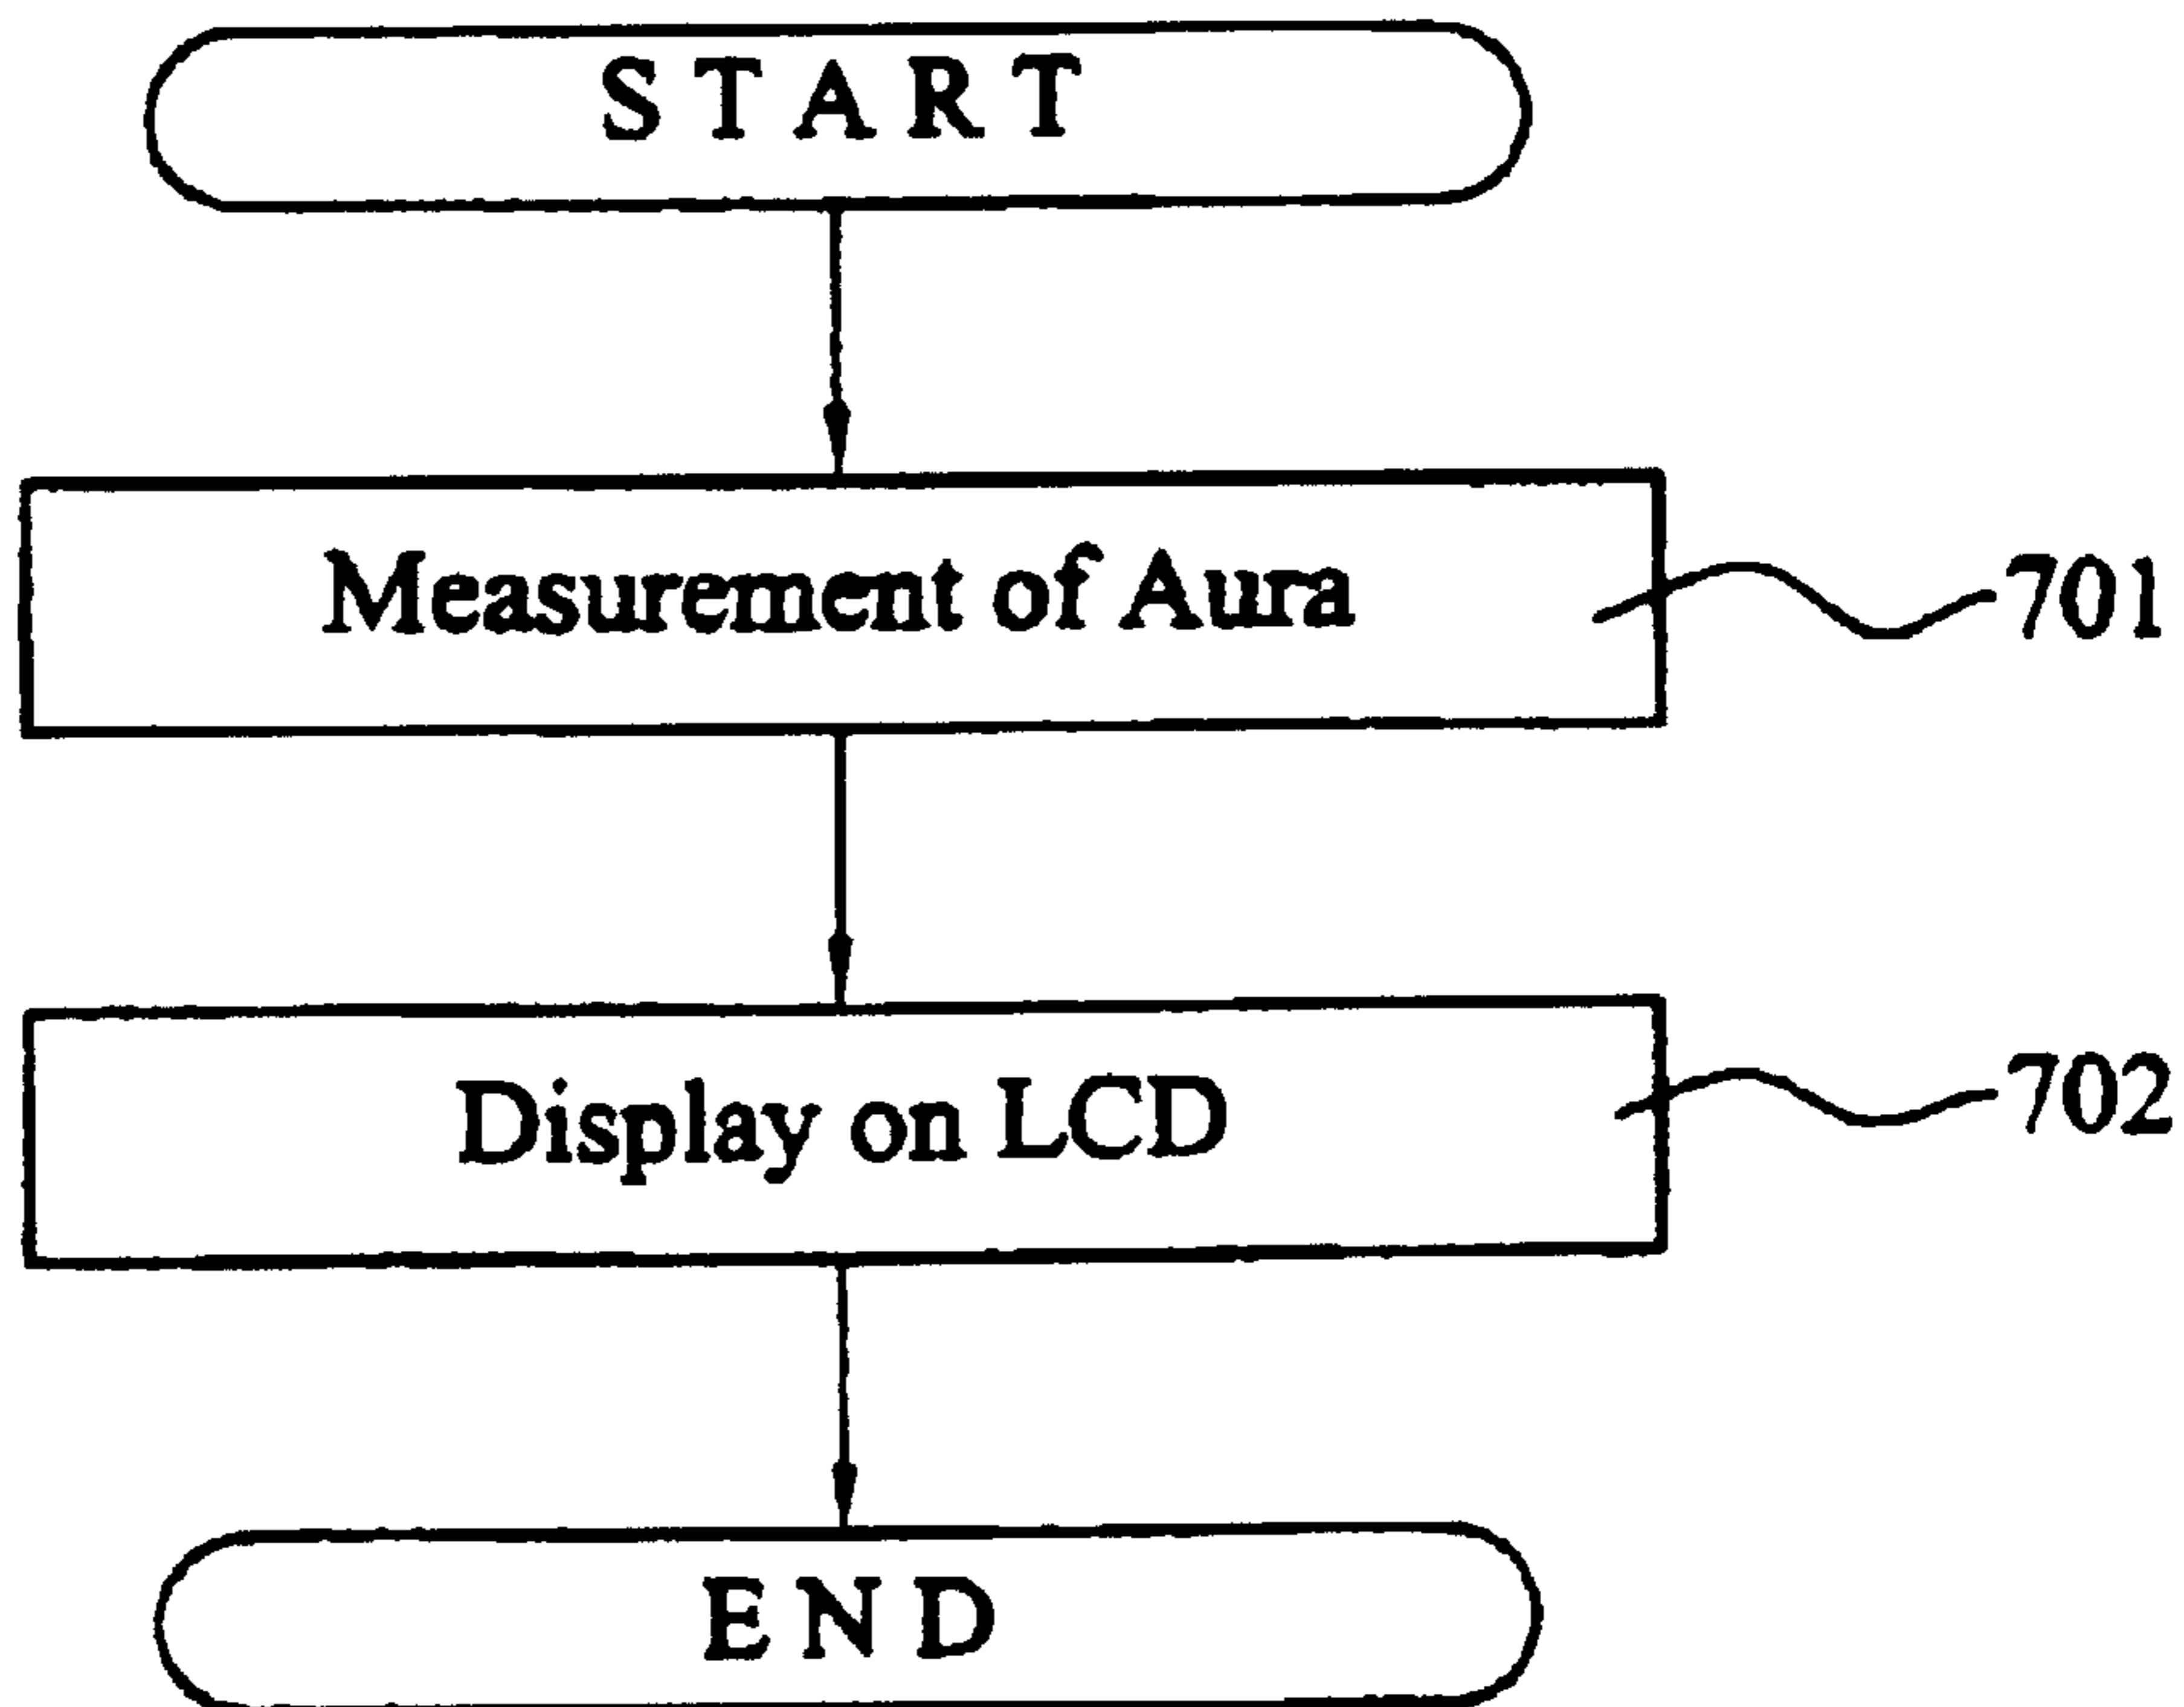 START
Measurement of Aura
701
Display on LCD
702
END